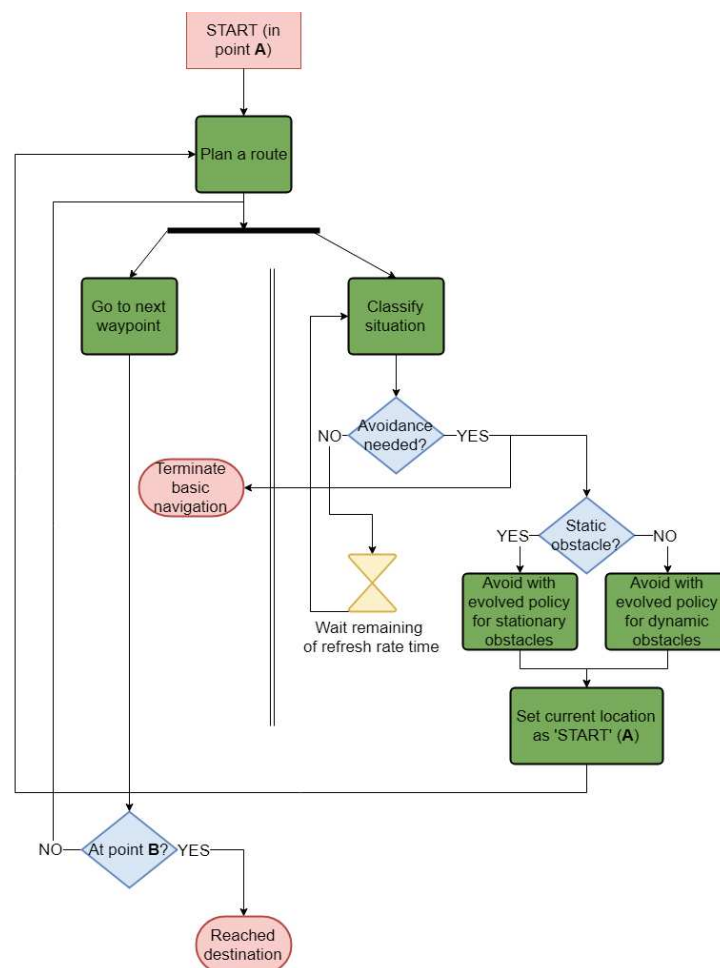 START (in
point A)
Plan a route
Go to next
waypoint
Classify
situation
NO
Avoidance
needed?
YES
Terminate
basic
navigation
YES
Static
obstacle?
NO
Wait remaining
of refresh rate time
Avoid with
evolved policy
for stationary
obstacles
Avoid with
evolved policy
for dynamic
obstacles
Set current location
as 'START' (A)
NO
At point B?
YES
Reached
destination